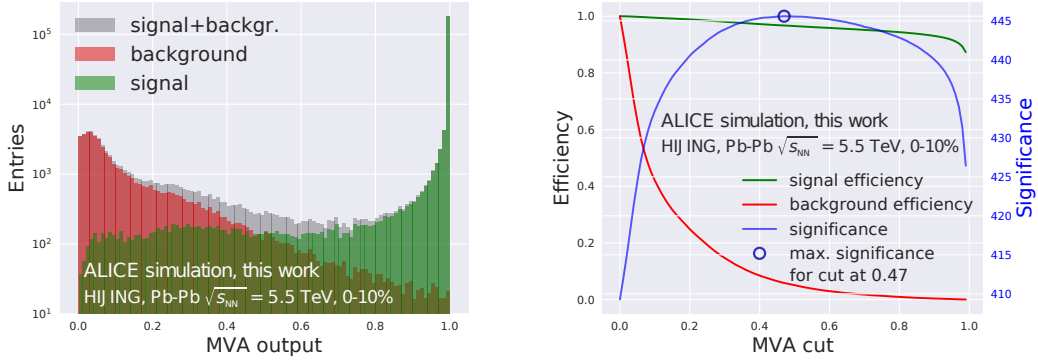 signal+backgr.
background
signal
10^5
10^4
10^3
10^2
10^1
Entries
ALICE simulation, this work
HIJING, Pb-Pb √s_NN = 5.5 TeV, 0-10%
0.0 0.2 0.4 0.6 0.8 1.0
MVA output
1.0
0.8
0.6
0.4
0.2
0.0
Efficiency
ALICE simulation, this work
HIJING, Pb-Pb √s_NN = 5.5 TeV, 0-10%
signal efficiency
background efficiency
significance
max. significance
for cut at 0.47
445
440
435
430
425
420
415
410
Significance
0.0 0.2 0.4 0.6 0.8 1.0
MVA cut